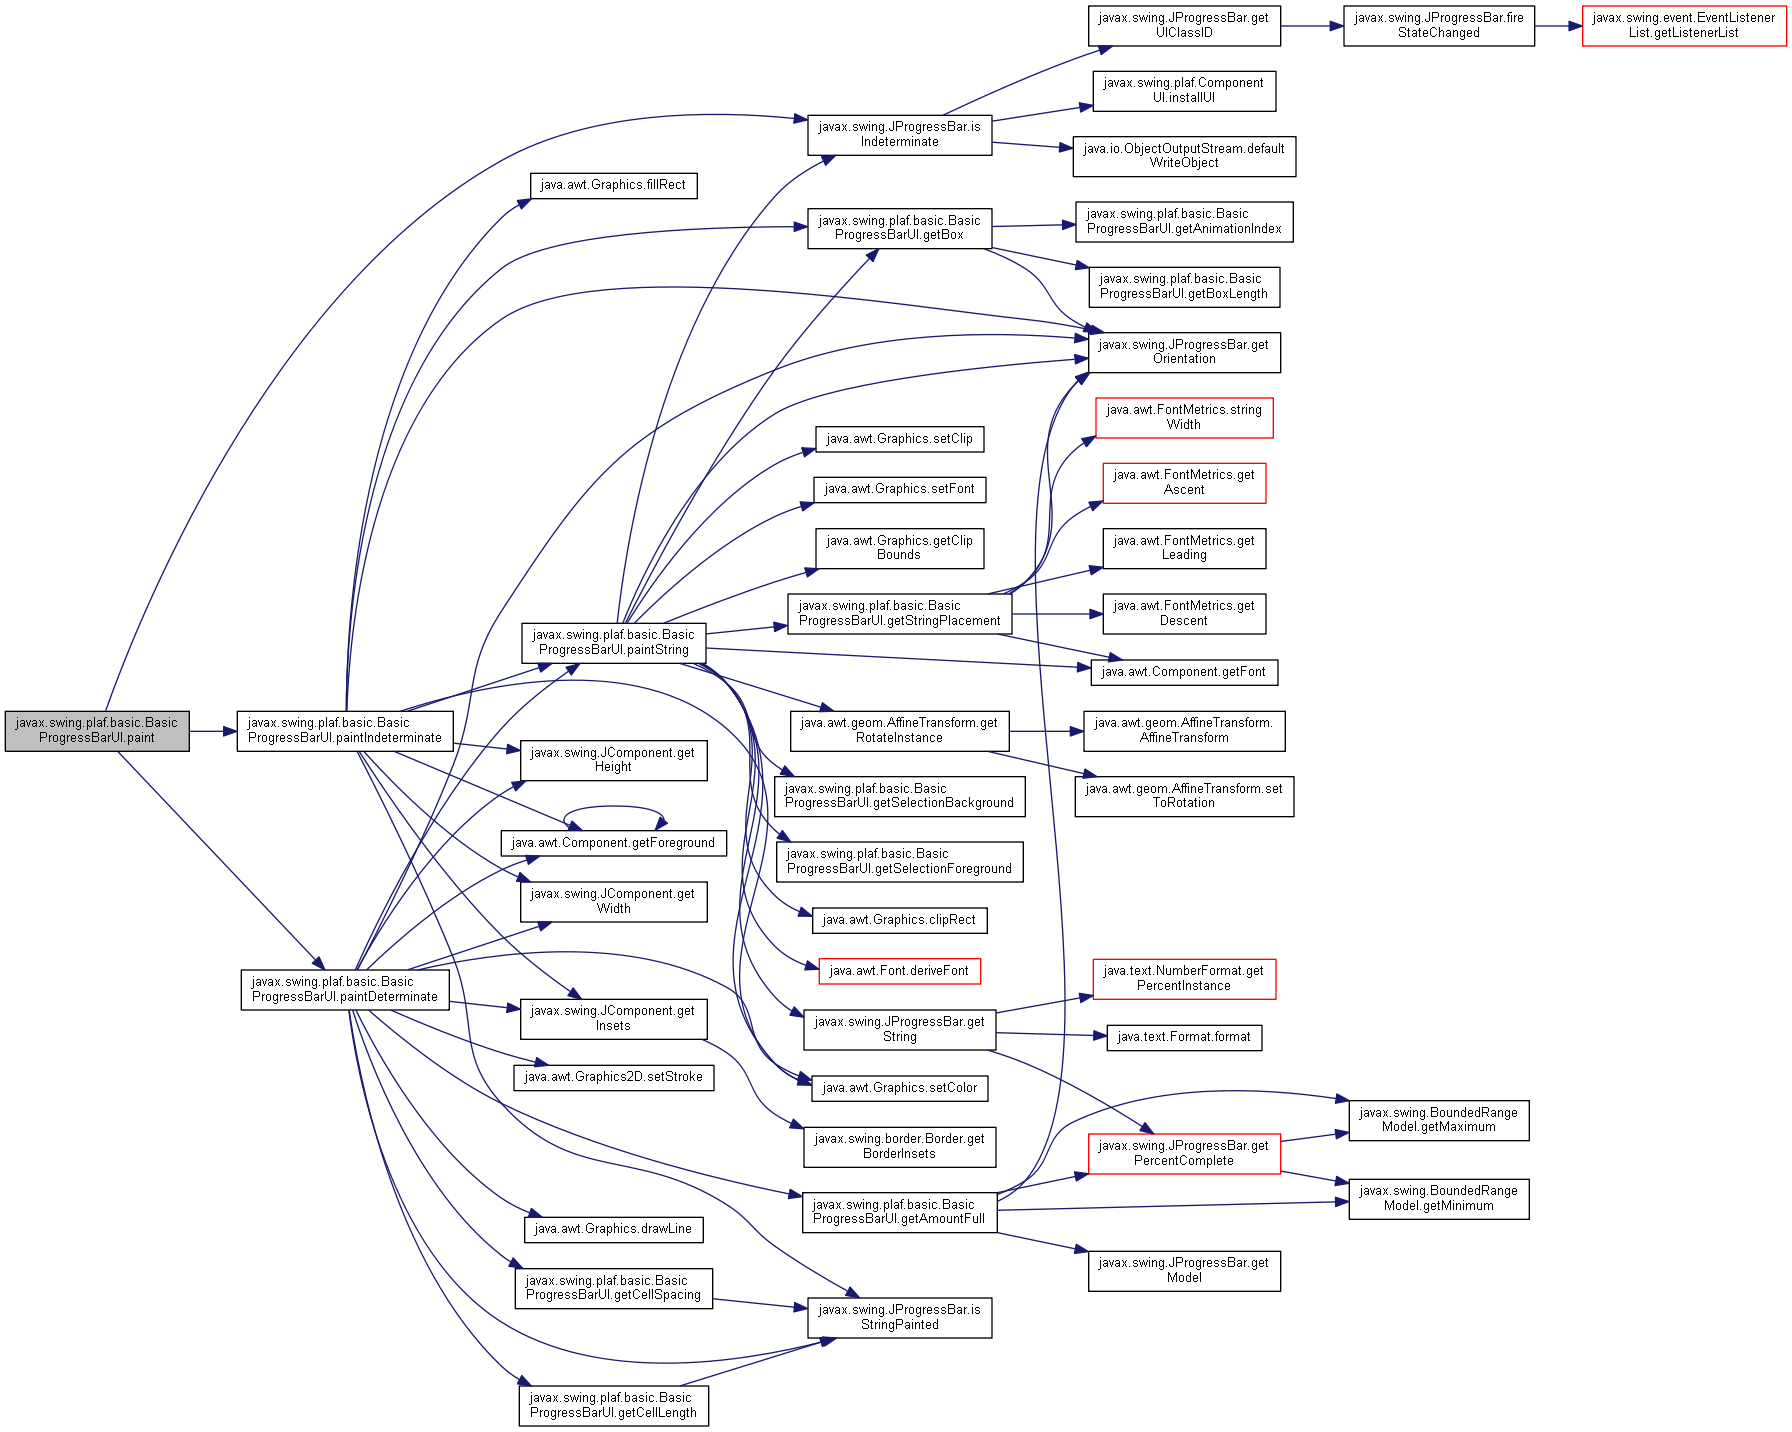 javax.swing.plaf.basic.Basic
ProgressBarUI.paint
javax.swing.plaf.basic.Basic
ProgressBarUI.paintIndeterminate
javax.swing.plaf.basic.Basic
ProgressBarUI.paintDeterminate
java.awt.Graphics.fillRect
javax.swing.plaf.basic.Basic
ProgressBarUI.paintString
javax.swing.JComponent.get
Height
java.awt.Component.getForeground
javax.swing.JComponent.get
Width
javax.swing.JComponent.get
Insets
java.awt.Graphics2D.setStroke
java.awt.Graphics.drawLine
javax.swing.plaf.basic.Basic
ProgressBarUI.getCellSpacing
javax.swing.plaf.basic.Basic
ProgressBarUI.getCellLength
javax.swing.JProgressBar.is
Indeterminate
javax.swing.plaf.basic.Basic
ProgressBarUI.getBox
java.awt.Graphics.setClip
java.awt.Graphics.setFont
java.awt.Graphics.getClip
Bounds
javax.swing.plaf.basic.Basic
ProgressBarUI.getStringPlacement
java.awt.geom.AffineTransform.get
RotateInstance
javax.swing.plaf.basic.Basic
ProgressBarUI.getSelectionBackground
javax.swing.plaf.basic.Basic
ProgressBarUI.getSelectionForeground
java.awt.Graphics.clipRect
java.awt.Font.deriveFont
javax.swing.JProgressBar.get
String
java.awt.Graphics.setColor
javax.swing.border.Border.get
BorderInsets
javax.swing.plaf.basic.Basic
ProgressBarUI.getAmountFull
javax.swing.JProgressBar.is
StringPainted
javax.swing.JProgressBar.get
UIClassID
javax.swing.plaf.Component
UI.installUI
java.io.ObjectOutputStream.default
WriteObject
javax.swing.plaf.basic.Basic
ProgressBarUI.getAnimationIndex
javax.swing.plaf.basic.Basic
ProgressBarUI.getBoxLength
javax.swing.JProgressBar.get
Orientation
java.awt.FontMetrics.string
Width
java.awt.FontMetrics.get
Ascent
java.awt.FontMetrics.get
Leading
java.awt.FontMetrics.get
Descent
java.awt.Component.getFont
java.awt.geom.AffineTransform.
AffineTransform
java.awt.geom.AffineTransform.set
ToRotation
java.text.NumberFormat.get
PercentInstance
java.text.Format.format
javax.swing.JProgressBar.get
PercentComplete
javax.swing.JProgressBar.get
Model
javax.swing.JProgressBar.fire
StateChanged
javax.swing.BoundedRange
Model.getMaximum
javax.swing.BoundedRange
Model.getMinimum
javax.swing.event.EventListener
List.getListenerList